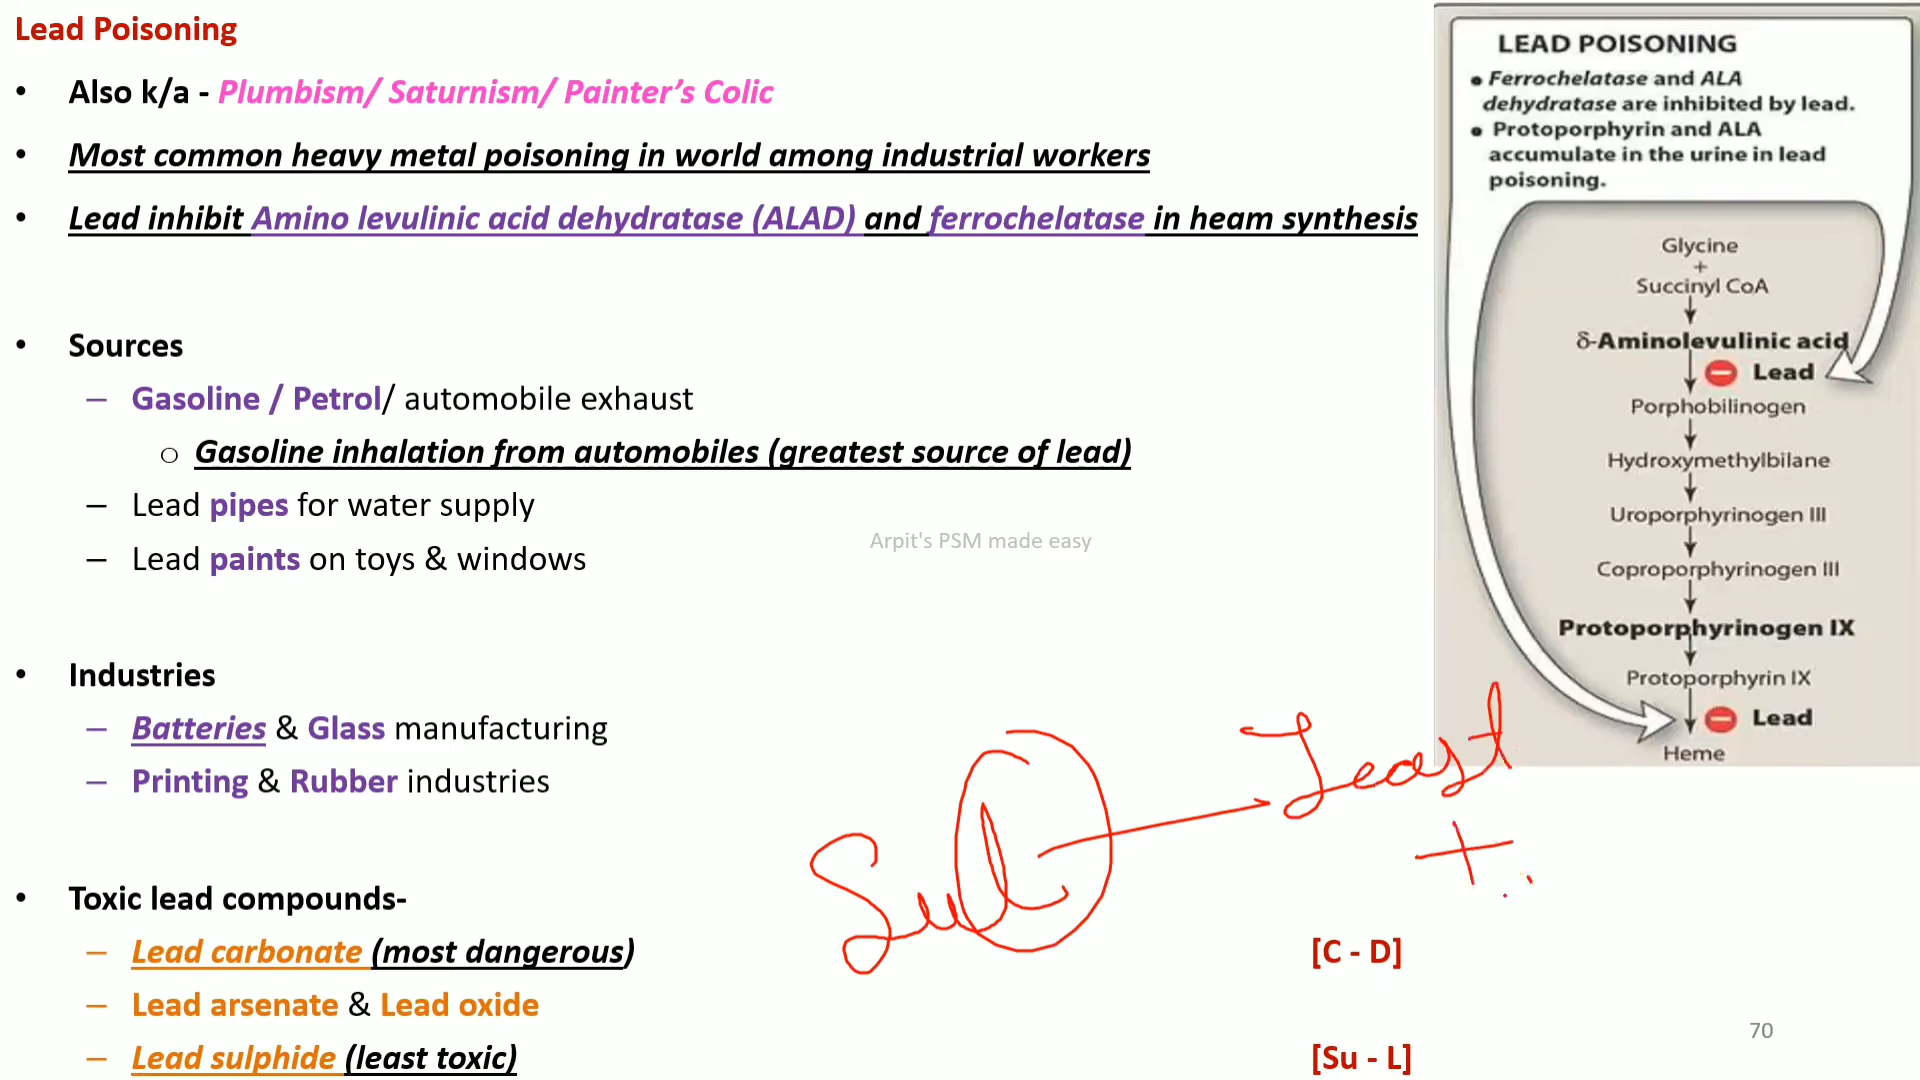 Lead Poisoning
• Also k/a - Plumbism/ Saturnism/ Painter's Colic
• Most common heavy metal poisoning in world among industrial workers
• Lead inhibit Amino levulinic acid dehydratase (ALAD) and ferrochelatase in heam synthesis
• Sources
– Gasoline / Petrol/ automobile exhaust
o Gasoline inhalation from automobiles (greatest source of lead)
– Lead pipes for water supply
– Lead paints on toys & windows
Arpit's PSM made easy
• Industries
– Batteries & Glass manufacturing
– Printing & Rubber industries
• Toxic lead compounds-
– Lead carbonate (most dangerous)
[C - D]
– Lead arsenate & Lead oxide
– Lead sulphide (least toxic)
[Su - L]
Sul
Least
+
LEAD POISONING
• Ferrochelatase and ALA
dehydratase are inhibited by lead.
• Protoporphyrin and ALA
accumulate in the urine in lead
poisoning.
Glycine
+
Succinyl CoA
δ-Aminolevulinic acid
Lead
Porphobilinogen
Hydroxymethylbilane
Uroporphyrinogen III
Coproporphyrinogen III
Protoporphyrinogen IX
Protoporphyrin IX
Lead
Heme
70